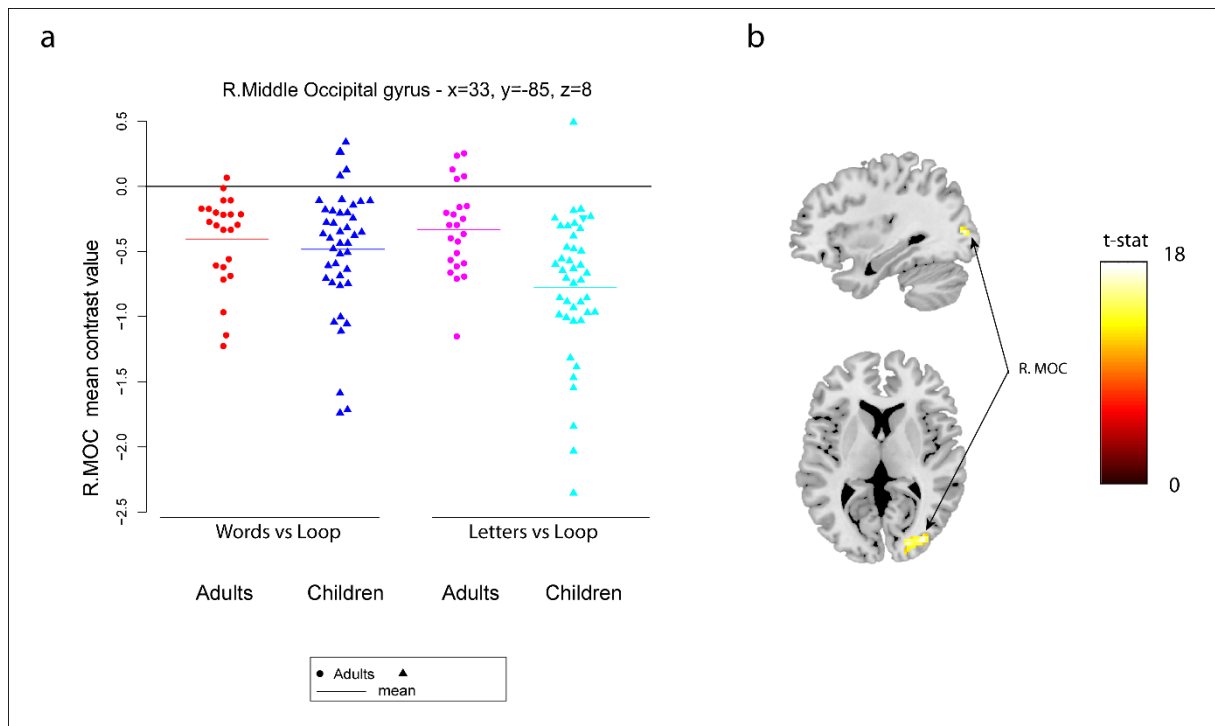 a
b
R.Middle Occipital gyrus - x=33, y=-85, z=8
R.MOC mean contrast value
0.5
0.0
−0.5
−1.0
−1.5
−2.0
−2.5
Words vs Loop
Letters vs Loop
Adults
Children
Adults
Children
Adults
mean
R. MOC
t-stat
18
0